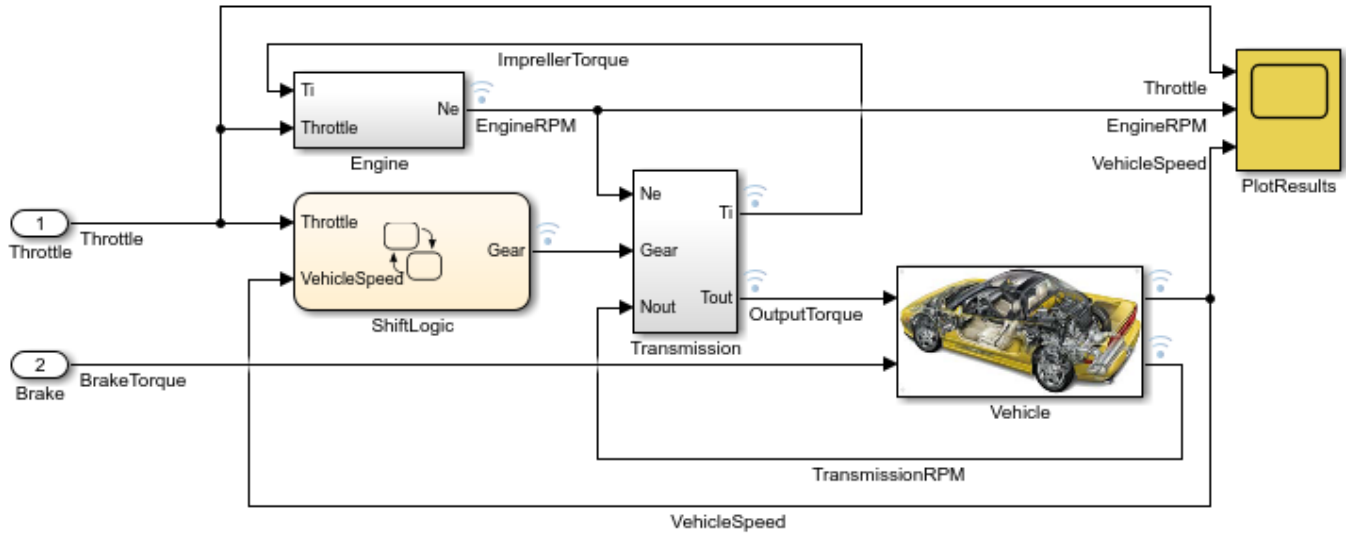 ImprellerTorque
Ti
Throttle
Ne
Engine
EngineRPM
Throttle
EngineRPM
VehicleSpeed
PlotResults
1
Throttle
Throttle
Throttle
VehicleSpeed
Gear
ShiftLogic
Ne
Gear
Nout
Ti
Tout
Transmission
OutputTorque
2
Brake
BrakeTorque
Vehicle
TransmissionRPM
VehicleSpeed